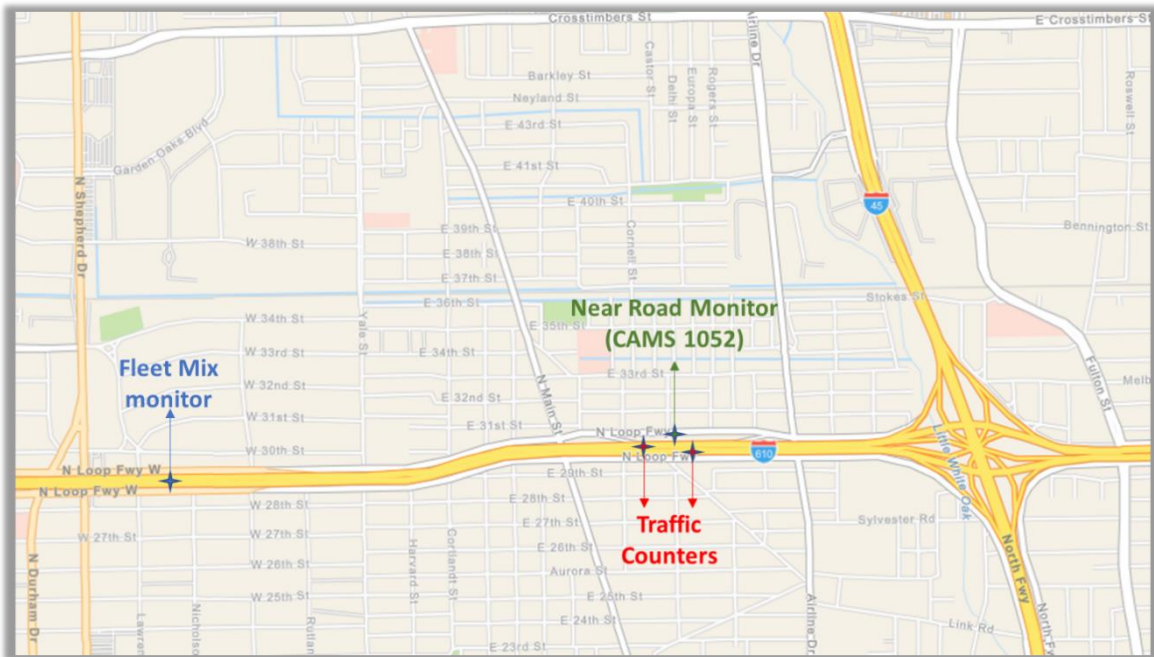 Crosstimbers St
E Crosstimbers St
Airline Dr
Castor St
Delhi St
Europa St
Rogers St
Roswell St
Barkley St
Neyland St
E 43rd St
Garden Oaks Blvd
E 41st St
N Shepherd Dr
E 40th St
45
Cornell St
Bennington St
W 38th St
E 39th St
E 38th St
E 37th St
E 36th St
Stokes St
Near Road Monitor
(CAMS 1052)
W 34th St
Yale St
E 35th St
E 34th St
W 33rd St
Fleet Mix
monitor
E 33rd St
Fulton St
W 32nd St
E 32nd St
N Main St
W 31st St
E 31st St
N Loop Fwy
W 30th St
N Loop Fwy
610
Little White Oak
N Loop Fwy W
N Loop Fwy W
E 29th St
W 28th St
E 28th St
Traffic
Counters
Sylvester Rd
W 27th St
W 27th St
E 27th St
Harvard St
Cortlandt St
E 26th St
W 26th St
North Fwy
Aurora St
N Durham Dr
W 25th St
E 25th St
Airline Dr
Nicholson
E 24th St
Link Rd
North Fw
E 23rd St